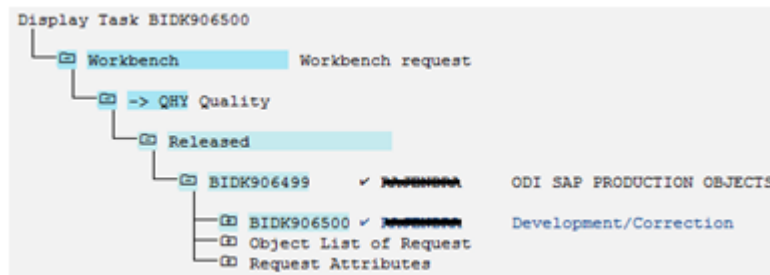 Display Task BIDK906500
Workbench Workbench request
-> QHY Quality
Released
BIDK906499 ✓ ODI SAP PRODUCTION OBJECTS
BIDK906500 ✓ Development/Correction
Object List of Request
Request Attributes